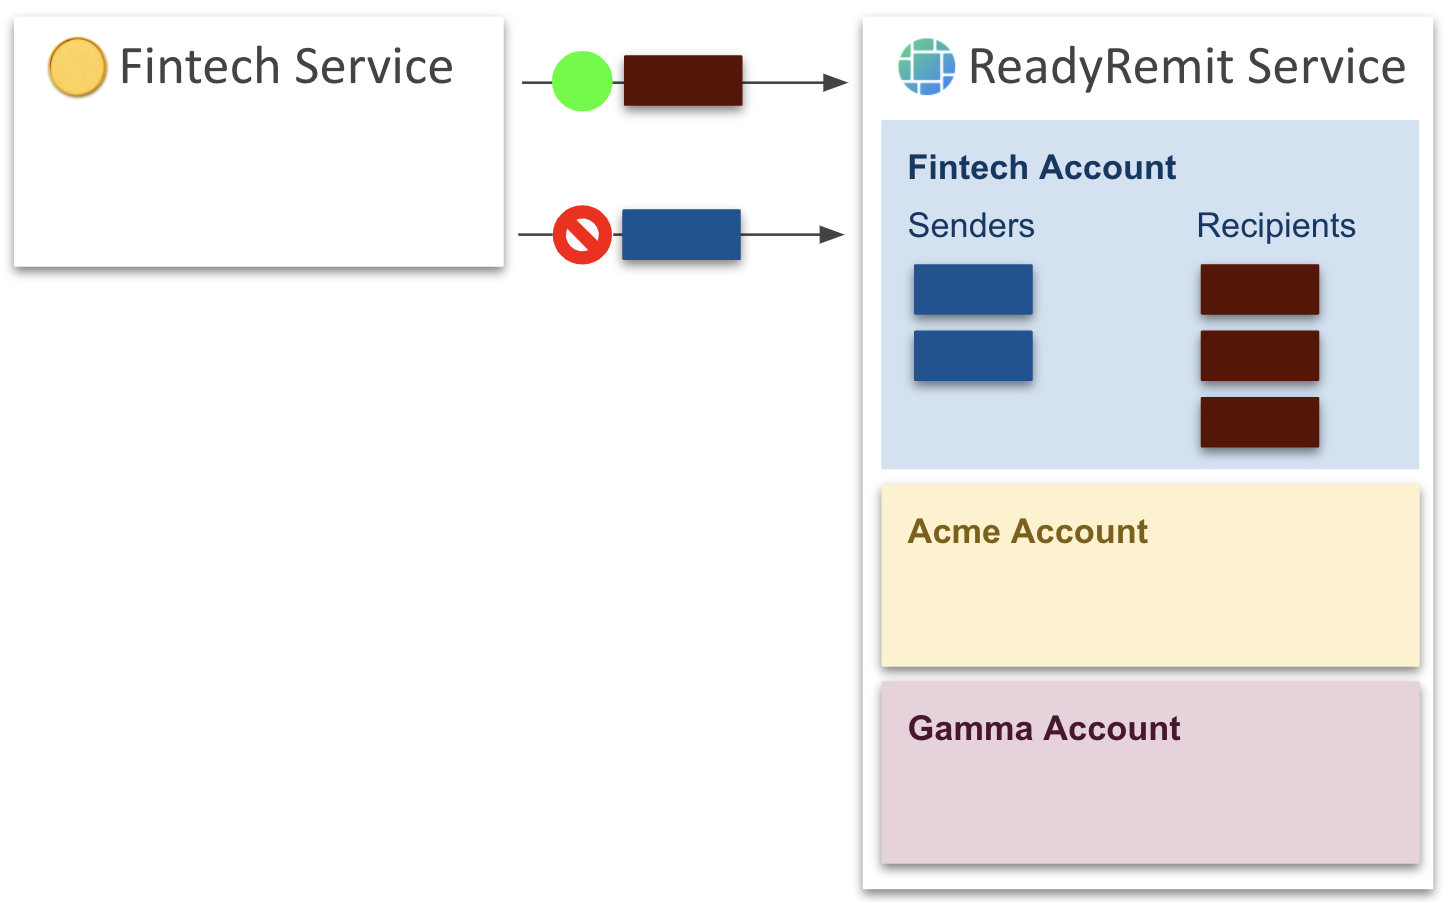 Fintech Service
ReadyRemit Service
Fintech Account
Senders
Recipients
Acme Account
Gamma Account